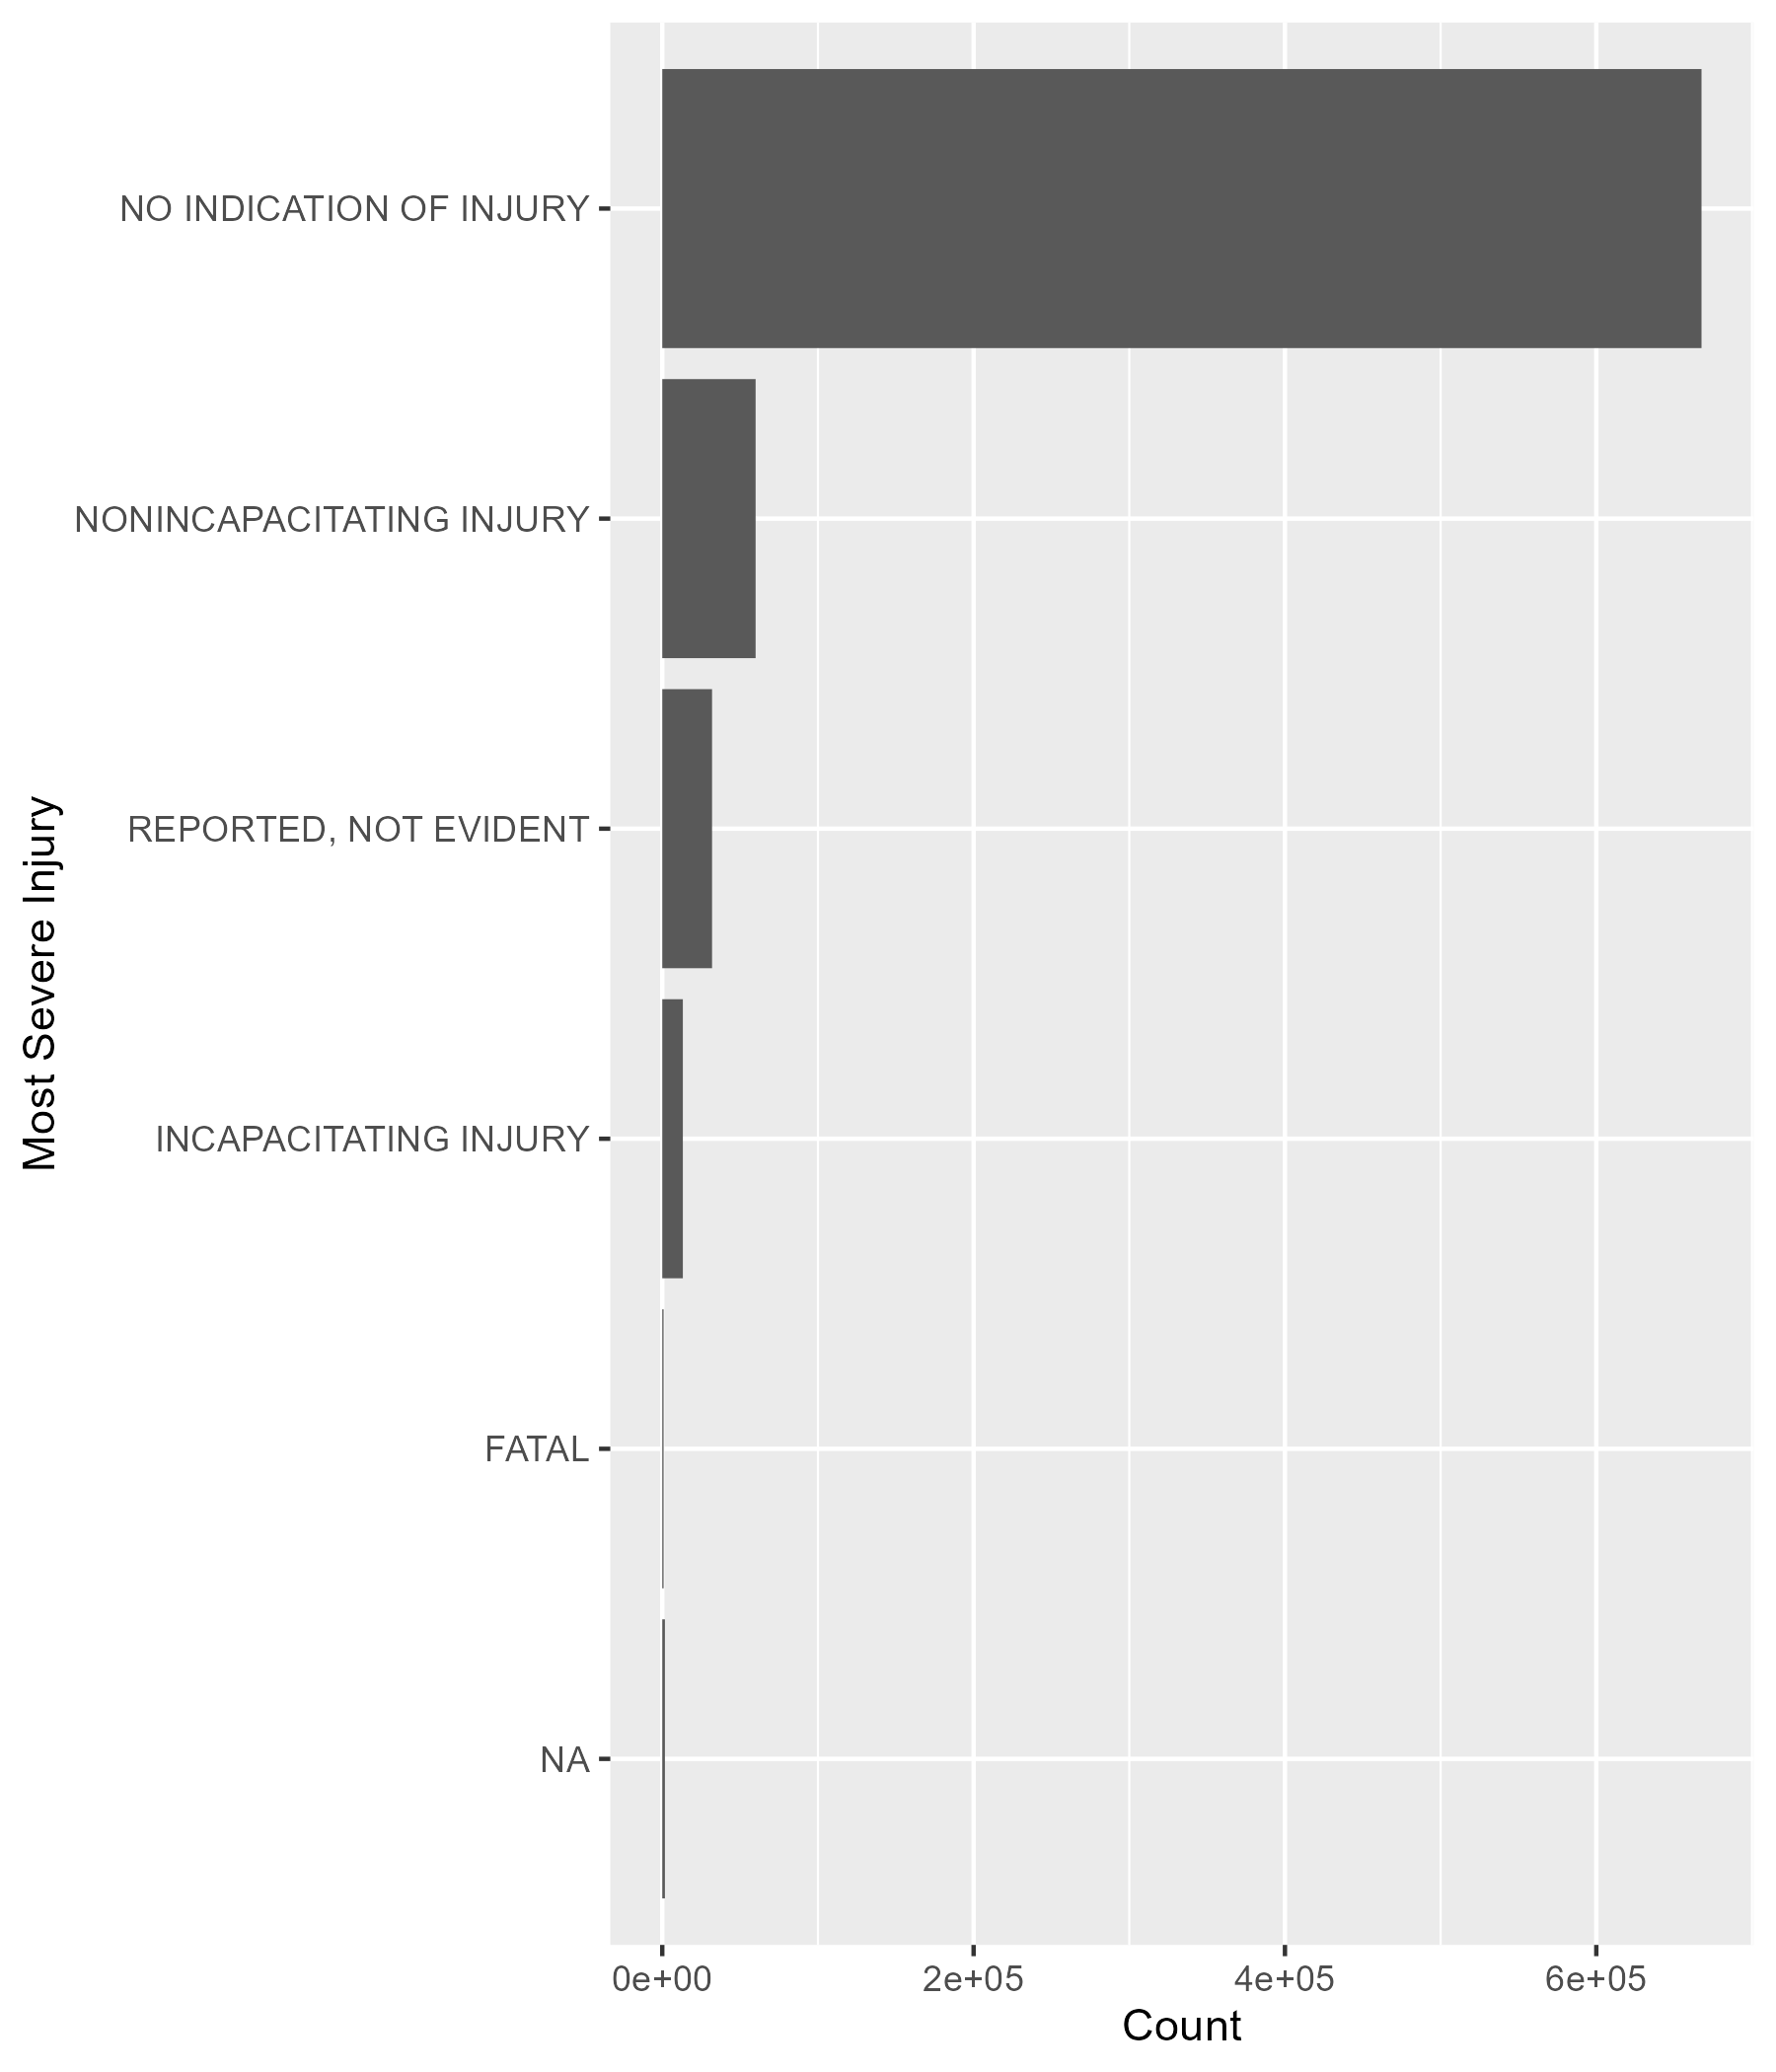 NO INDICATION OF INJURY
NONINCAPACITATING INJURY
REPORTED, NOT EVIDENT
INCAPACITATING INJURY
FATAL
NA
Most Severe Injury
0e+00 2e+05 4e+05 6e+05
Count